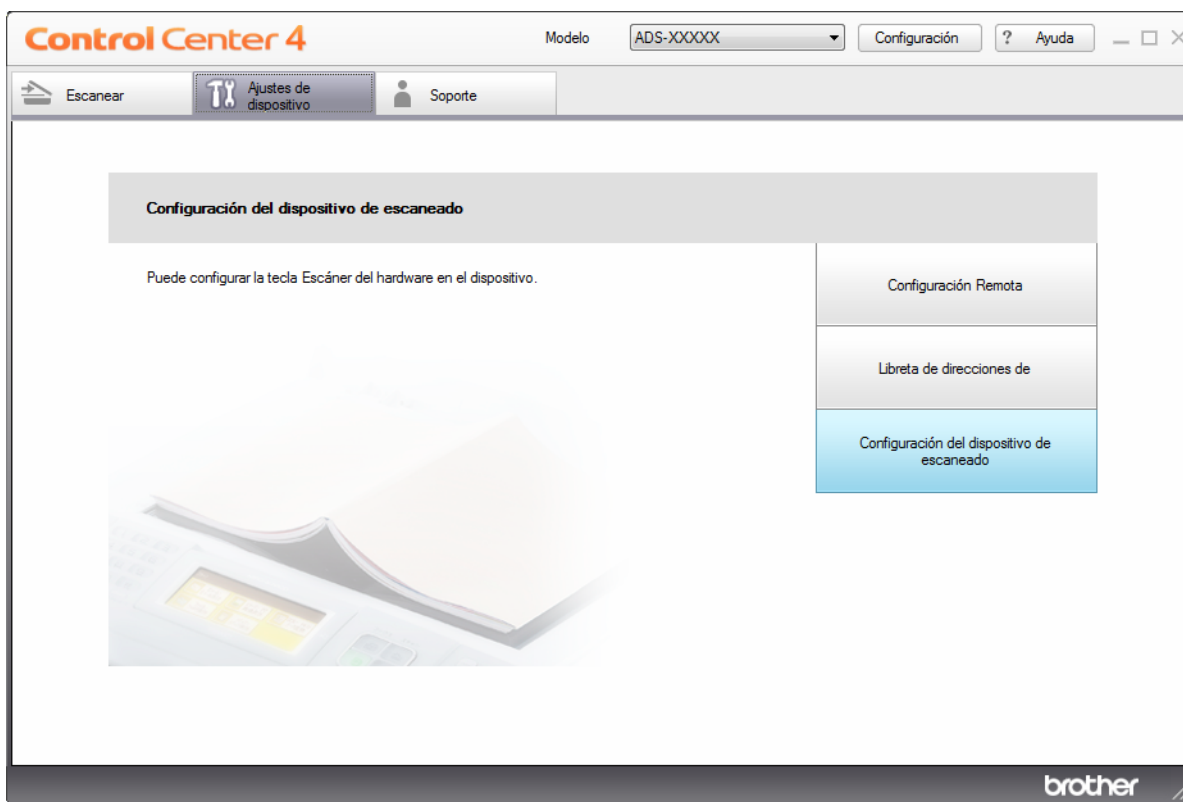 Control Center 4
Modelo
ADS-XXXXX
Configuración
? Ayuda
Escanear
Ajustes de
dispositivo
Soporte
Configuración del dispositivo de escaneado
Puede configurar la tecla Escáner del hardware en el dispositivo.
Configuración Remota
Libreta de direcciones de
Configuración del dispositivo de
escaneado
brother